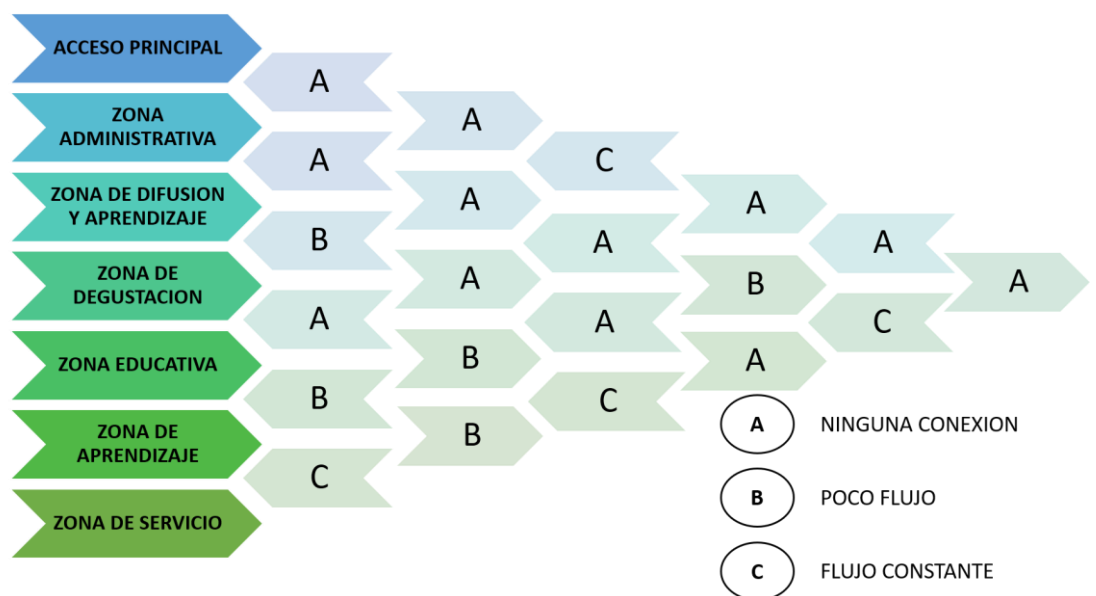 ACCESO PRINCIPAL
A
ZONA
ADMINISTRATIVA
A
A
C
ZONA DE DIFUSION
Y APRENDIZAJE
A
A
B
A
A
ZONA DE
DEGUSTACION
A
B
A
A
A
C
ZONA EDUCATIVA
B
A
B
C
ZONA DE
APRENDIZAJE
B
C
ZONA DE SERVICIO
A NINGUNA CONEXION
B POCO FLUJO
C FLUJO CONSTANTE